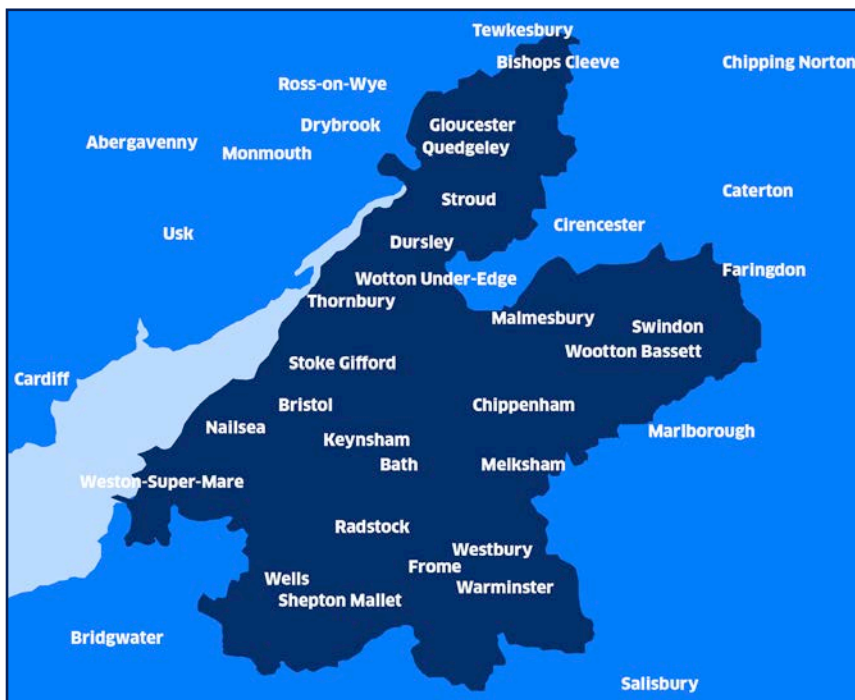 Tewkesbury
Bishops Cleeve
Chipping Norton
Ross-on-Wye
Drybrook
Gloucester
Abergavenny
Monmouth
Quedgeley
Stroud
Caterton
Cirencester
Usk
Dursley
Wotton Under-Edge
Faringdon
Thornbury
Malmesbury
Swindon
Wootton Bassett
Stoke Gifford
Cardiff
Bristol
Chippenham
Nailsea
Marlborough
Keynsham
Bath
Melksham
Weston-Super-Mare
Radstock
Westbury
Frome
Wells
Warminster
Shepton Mallet
Bridgwater
Salisbury